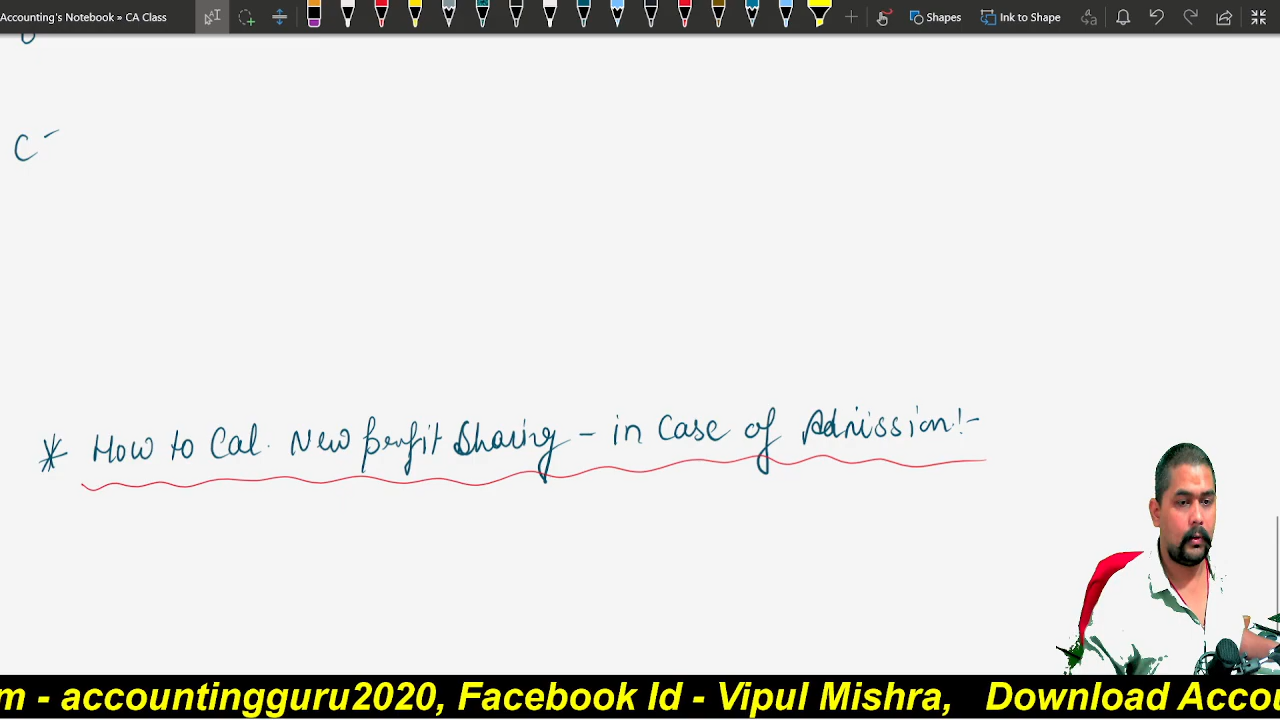 Accounting's Notebook » CA Class
Shapes
Ink to Shape
C -
* How to Cal. New profit Sharing - in Case of Admission:-
m - accountingguru2020, Facebook Id - Vipul Mishra, Download Accou